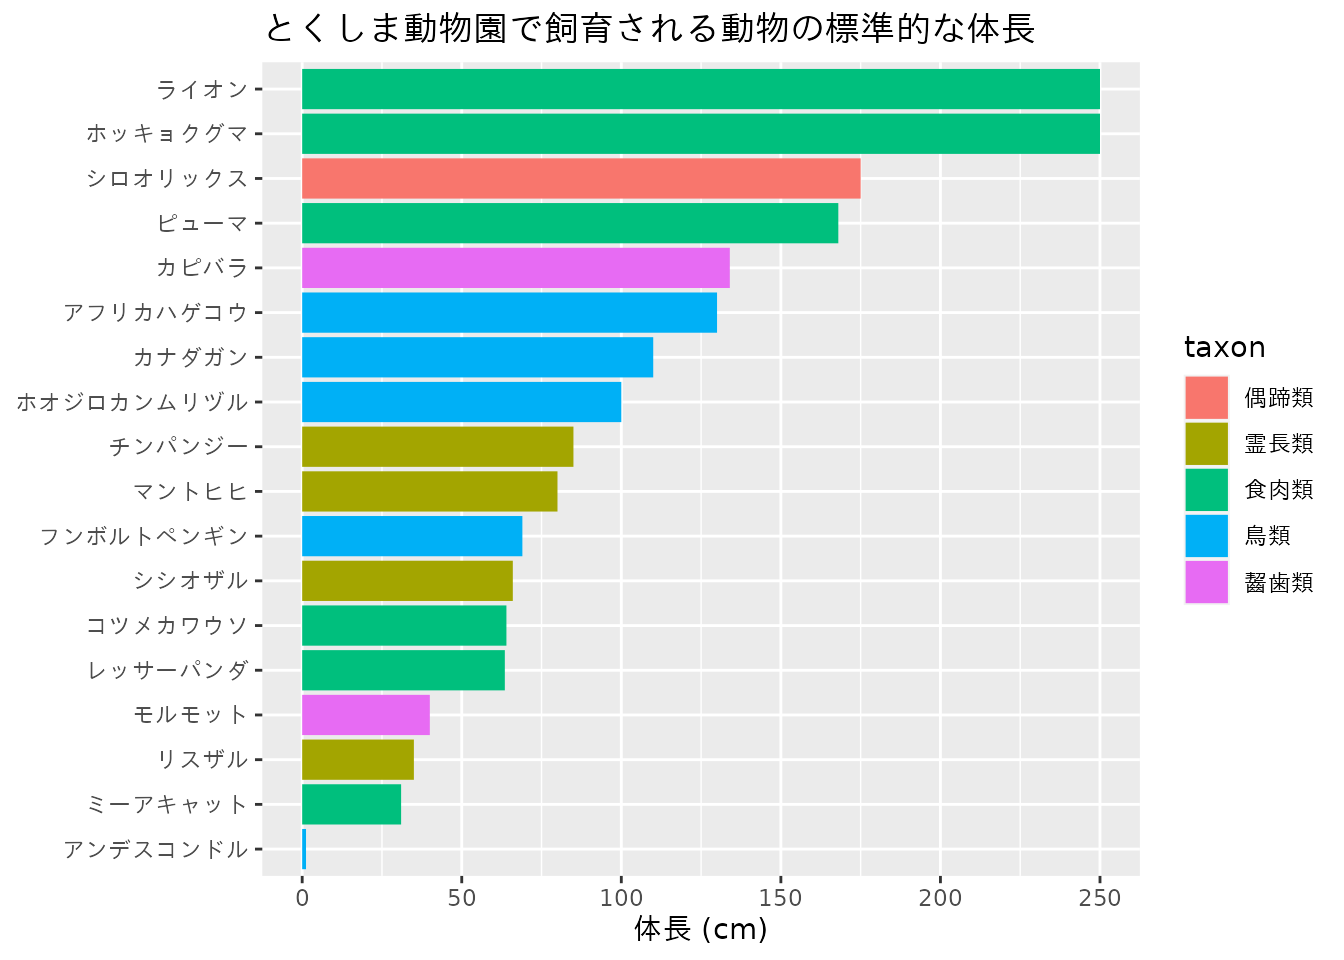 とくしま動物園で飼育される動物の標準的な体長
ライオン
ホッキョクグマ
シロオリックス
ピューマ
カピバラ
アフリカハゲコウ
カナダガン
ホオジロカンムリヅル
チンパンジー
マントヒヒ
フンボルトペンギン
シシオザル
コツメカワウソ
レッサーパンダ
モルモット
リスザル
ミーアキャット
アンデスコンドル
0 50 100 150 200 250
体長 (cm)
taxon
偶蹄類
霊長類
食肉類
鳥類
齧歯類